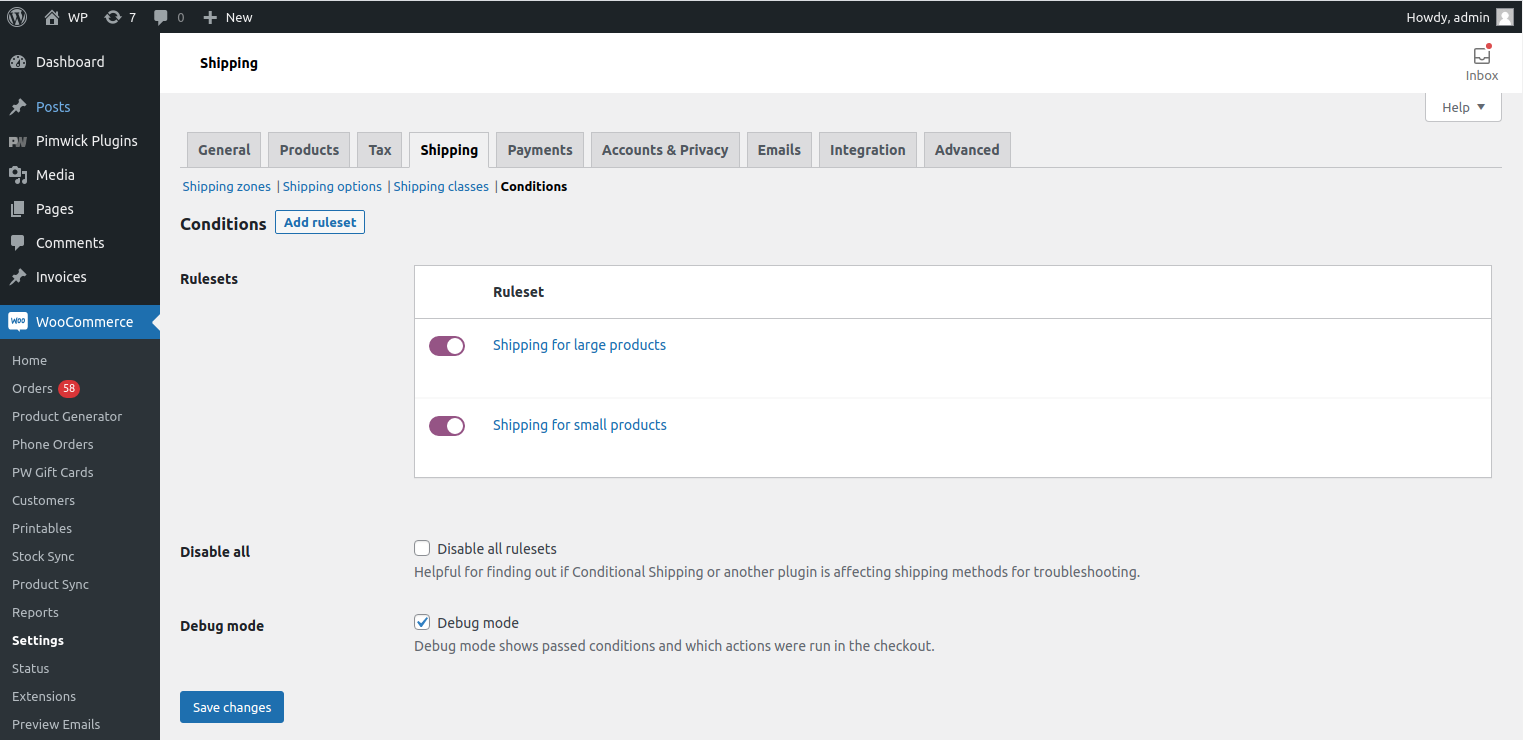 WP 7 0 New Howdy, admin
Dashboard
Posts
PW Pimwick Plugins
Media
Pages
Comments
Invoices
Woo WooCommerce
Home
Orders 58
Product Generator
Phone Orders
PW Gift Cards
Customers
Printables
Stock Sync
Product Sync
Reports
Settings
Status
Extensions
Preview Emails
Shipping
Inbox
Help
General Products Tax Shipping Payments Accounts & Privacy Emails Integration Advanced
Shipping zones | Shipping options | Shipping classes | Conditions
Conditions Add ruleset
Rulesets
Ruleset
Shipping for large products
Shipping for small products
Disable all
Disable all rulesets
Helpful for finding out if Conditional Shipping or another plugin is affecting shipping methods for troubleshooting.
Debug mode
Debug mode
Debug mode shows passed conditions and which actions were run in the checkout.
Save changes